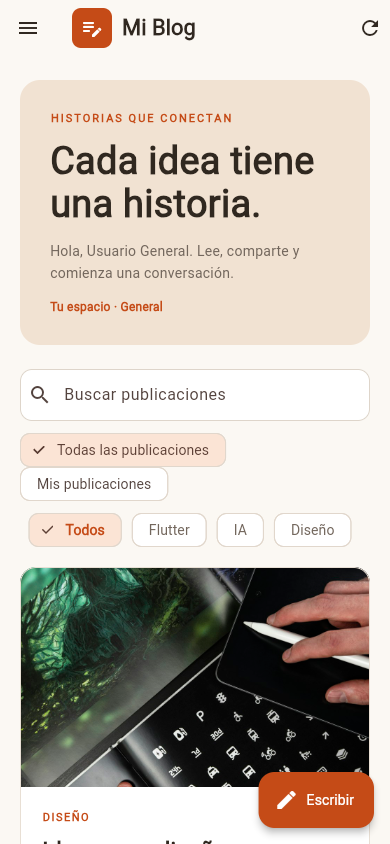 Mi Blog
HISTORIAS QUE CONECTAN
Cada idea tiene
una historia.
Hola, Usuario General. Lee, comparte y
comienza una conversación.
Tu espacio · General
Buscar publicaciones
Todas las publicaciones
Mis publicaciones
Todos Flutter IA Diseño
Escribir
DISEÑO